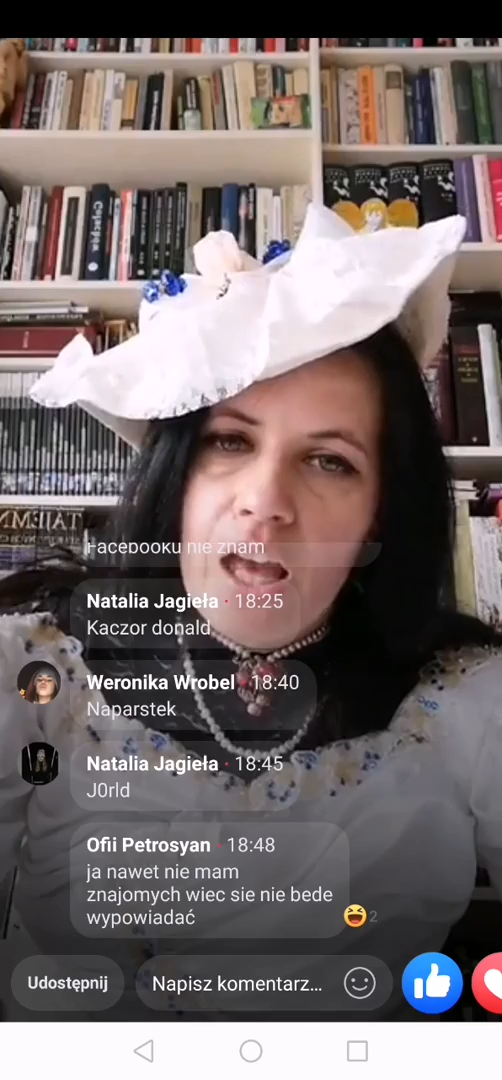 Facebooku nie znam
Natalia Jagieła · 18:25
Kaczor donald
Weronika Wrobel · 18:40
Naparstek
Natalia Jagieła · 18:45
J0rld
Ofii Petrosyan · 18:48
ja nawet nie mam
znajomych wiec sie nie bede
wypowiadać
2
Udostępnij
Napisz komentarz...